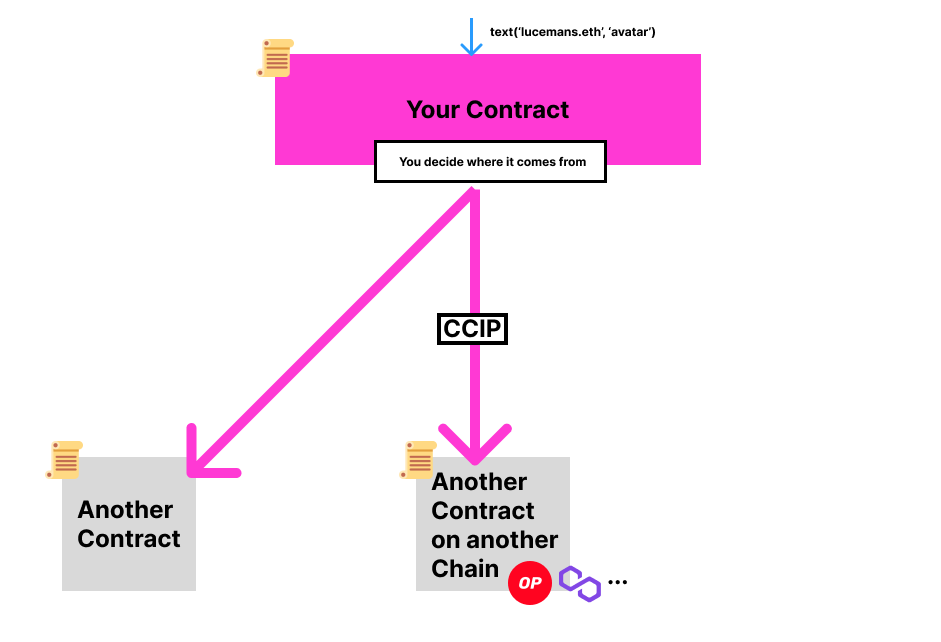 text(‘lucemans.eth’, ‘avatar’)
Your Contract
You decide where it comes from
CCIP
Another
Contract
Another
Contract
on another
Chain
OP
...